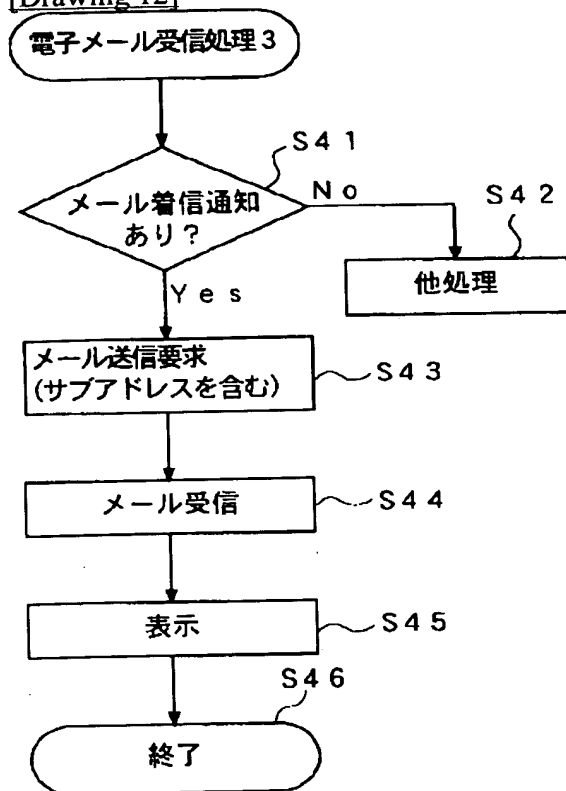 [Drawing 12]
電子メール受信処理3
S41
メール着信通知
あり?
No
S42
他処理
Yes
メール送信要求
(サブアドレスを含む)
S43
メール受信
S44
表示
S45
S46
終了